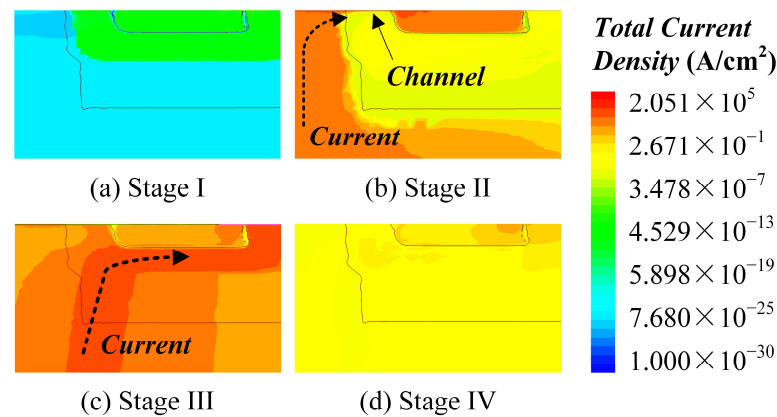 Total Current
Density (A/cm²)
Channel
Current
(a) Stage I
(b) Stage II
Current
(c) Stage III
(d) Stage IV
2.051×10⁵
2.671×10⁻¹
3.478×10⁻⁷
4.529×10⁻¹³
5.898×10⁻¹⁹
7.680×10⁻²⁵
1.000×10⁻³⁰